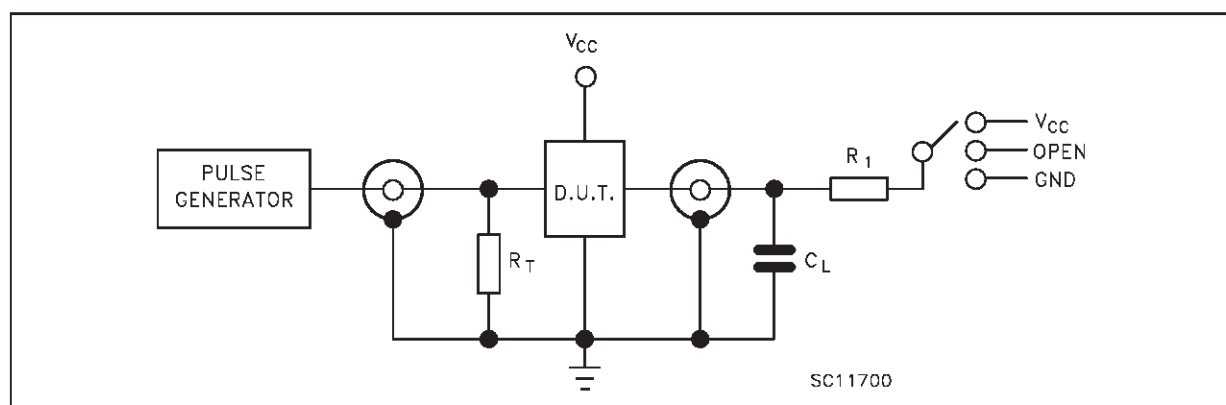 VCC
PULSE
GENERATOR
D.U.T.
RT
R1
CL
VCC
OPEN
GND
SC11700